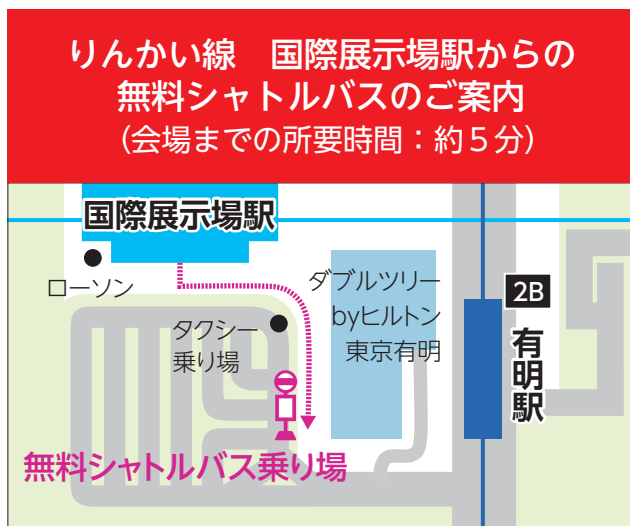 りんかい線　国際展示場駅からの
無料シャトルバスのご案内
（会場までの所要時間：約５分）
国際展示場駅
ローソン
タクシー
乗り場
ダブルツリー
byヒルトン
東京有明
2B
有明駅
無料シャトルバス乗り場